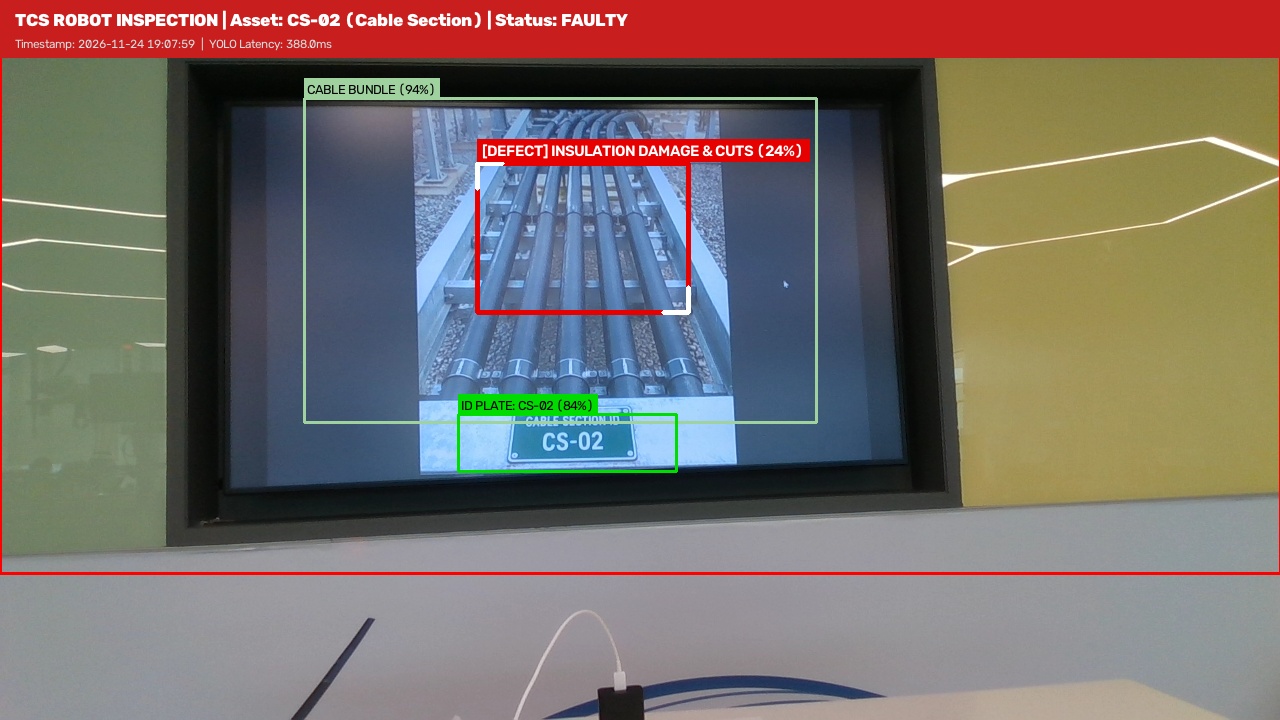 TCS ROBOT INSPECTION | Asset: CS-02 (Cable Section) | Status: FAULTY
Timestamp: 2026-11-24 19:07:59 | YOLO Latency: 388.0ms
CABLE BUNDLE (94%)
[DEFECT] INSULATION DAMAGE & CUTS (24%)
ID PLATE: CS-02 (84%)
CABLE SECTION ID
CS-02